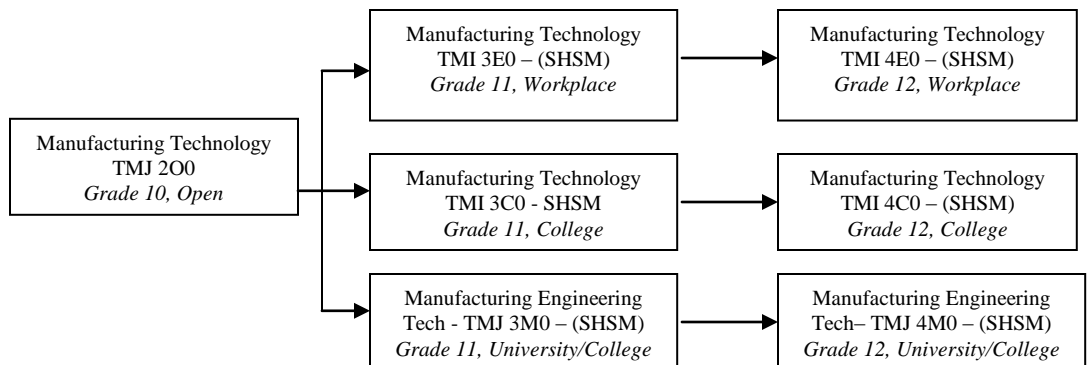 Manufacturing Technology
TMJ 2O0
Grade 10, Open
Manufacturing Technology
TMI 3E0 – (SHSM)
Grade 11, Workplace
Manufacturing Technology
TMI 4E0 – (SHSM)
Grade 12, Workplace
Manufacturing Technology
TMI 3C0 - SHSM
Grade 11, College
Manufacturing Technology
TMI 4C0 – (SHSM)
Grade 12, College
Manufacturing Engineering
Tech - TMJ 3M0 – (SHSM)
Grade 11, University/College
Manufacturing Engineering
Tech– TMJ 4M0 – (SHSM)
Grade 12, University/College